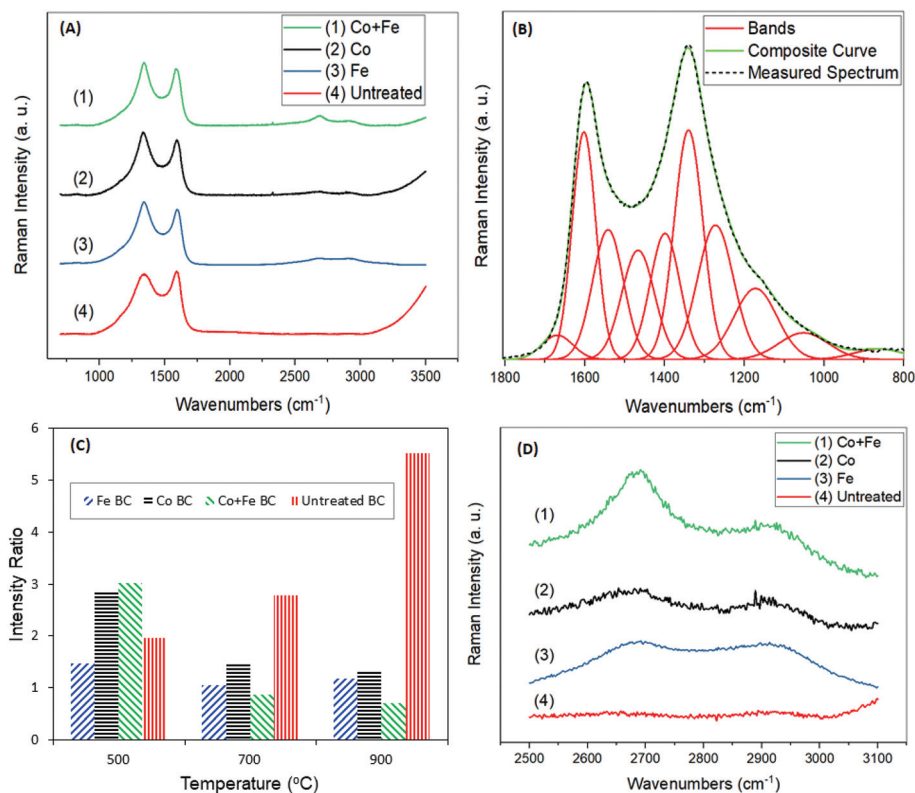 (A)
(1) Co+Fe
(2) Co
(3) Fe
(4) Untreated
(1)
(2)
(3)
(4)
Raman Intensity (a. u.)
1000 1500 2000 2500 3000 3500
Wavenumbers (cm⁻¹)
(B)
Bands
Composite Curve
Measured Spectrum
Raman Intensity (a. u.)
1800 1600 1400 1200 1000 800
Wavenumbers (cm⁻¹)
(C)
6
5
4
3
2
1
0
Fe BC Co BC Co+Fe BC Untreated BC
Intensity Ratio
500 700 900
Temperature (°C)
(D)
(1) Co+Fe
(2) Co
(3) Fe
(4) Untreated
(1)
(2)
(3)
(4)
Raman Intensity (a. u.)
2500 2600 2700 2800 2900 3000 3100
Wavenumbers (cm⁻¹)